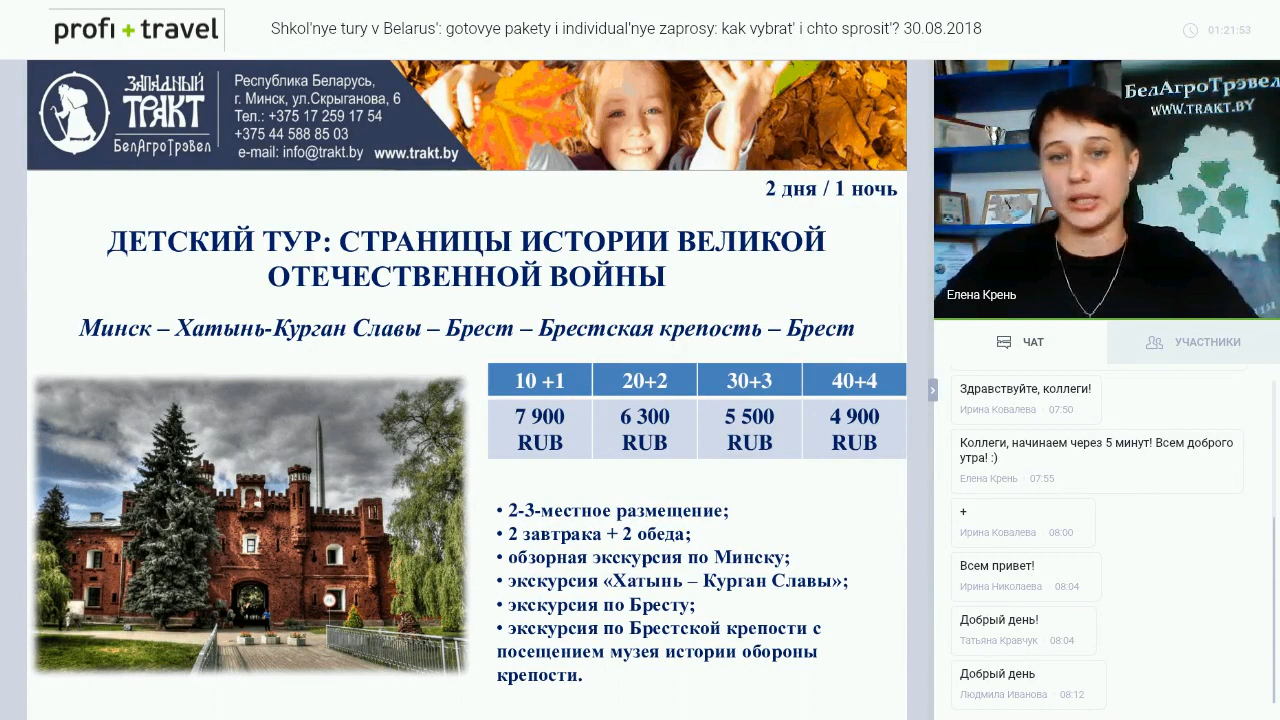 profi + travel
Shkol'nye tury v Belarus': gotovye pakety i individual'nye zaprosy: kak vybrat' i chto sprosit'? 30.08.2018
01:21:53
ЗАПАДНЫЙ
ТРАКТ
БелАгроТрэвел
Республика Беларусь,
г. Минск, ул.Скрыганова, 6
Тел.: +375 17 259 17 54
+375 44 588 85 03
e-mail: info@trakt.by www.trakt.by
2 дня / 1 ночь
ДЕТСКИЙ ТУР: СТРАНИЦЫ ИСТОРИИ ВЕЛИКОЙ
ОТЕЧЕСТВЕННОЙ ВОЙНЫ
Минск – Хатынь-Курган Славы – Брест – Брестская крепость – Брест
10 +1 20+2 30+3 40+4
7 900 6 300 5 500 4 900
RUB RUB RUB RUB
• 2-3-местное размещение;
• 2 завтрака + 2 обеда;
• обзорная экскурсия по Минску;
• экскурсия «Хатынь – Курган Славы»;
• экскурсия по Бресту;
• экскурсия по Брестской крепости с
посещением музея истории обороны
крепости.
БелАгроТрэвел
WWW.TRAKT.BY
Елена Крень
ЧАТ
УЧАСТНИКИ
Здравствуйте, коллеги!
Ирина Ковалева · 07:50
Коллеги, начинаем через 5 минут! Всем доброго
утра! :)
Елена Крень · 07:55
+
Ирина Ковалева · 08:00
Всем привет!
Ирина Николаева · 08:04
Добрый день!
Татьяна Кравчук · 08:04
Добрый день
Людмила Иванова · 08:12